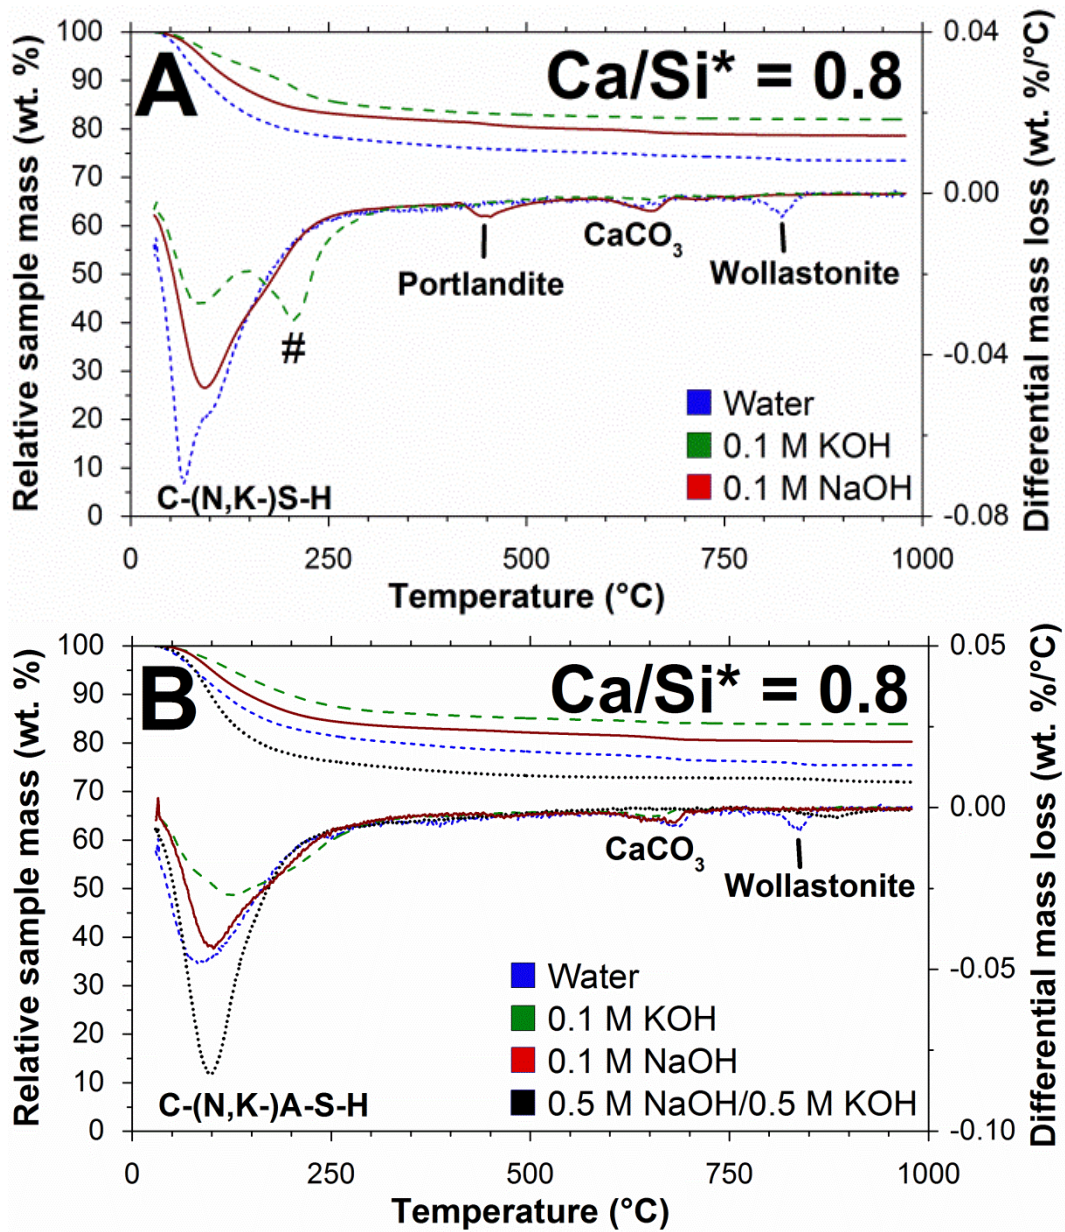 A
Ca/Si* = 0.8
Relative sample mass (wt. %)
Differential mass loss (wt. %/°C)
100
90
80
70
60
50
40
30
20
10
0
0.04
0.00
-0.04
-0.08
Portlandite
CaCO3
Wollastonite
#
Water
0.1 M KOH
0.1 M NaOH
C-(N,K-)S-H
0 250 500 750 1000
Temperature (°C)
B
Ca/Si* = 0.8
Relative sample mass (wt. %)
Differential mass loss (wt. %/°C)
100
90
80
70
60
50
40
30
20
10
0
0.05
0.00
-0.05
-0.10
CaCO3
Wollastonite
Water
0.1 M KOH
0.1 M NaOH
0.5 M NaOH/0.5 M KOH
C-(N,K-)A-S-H
0 250 500 750 1000
Temperature (°C)